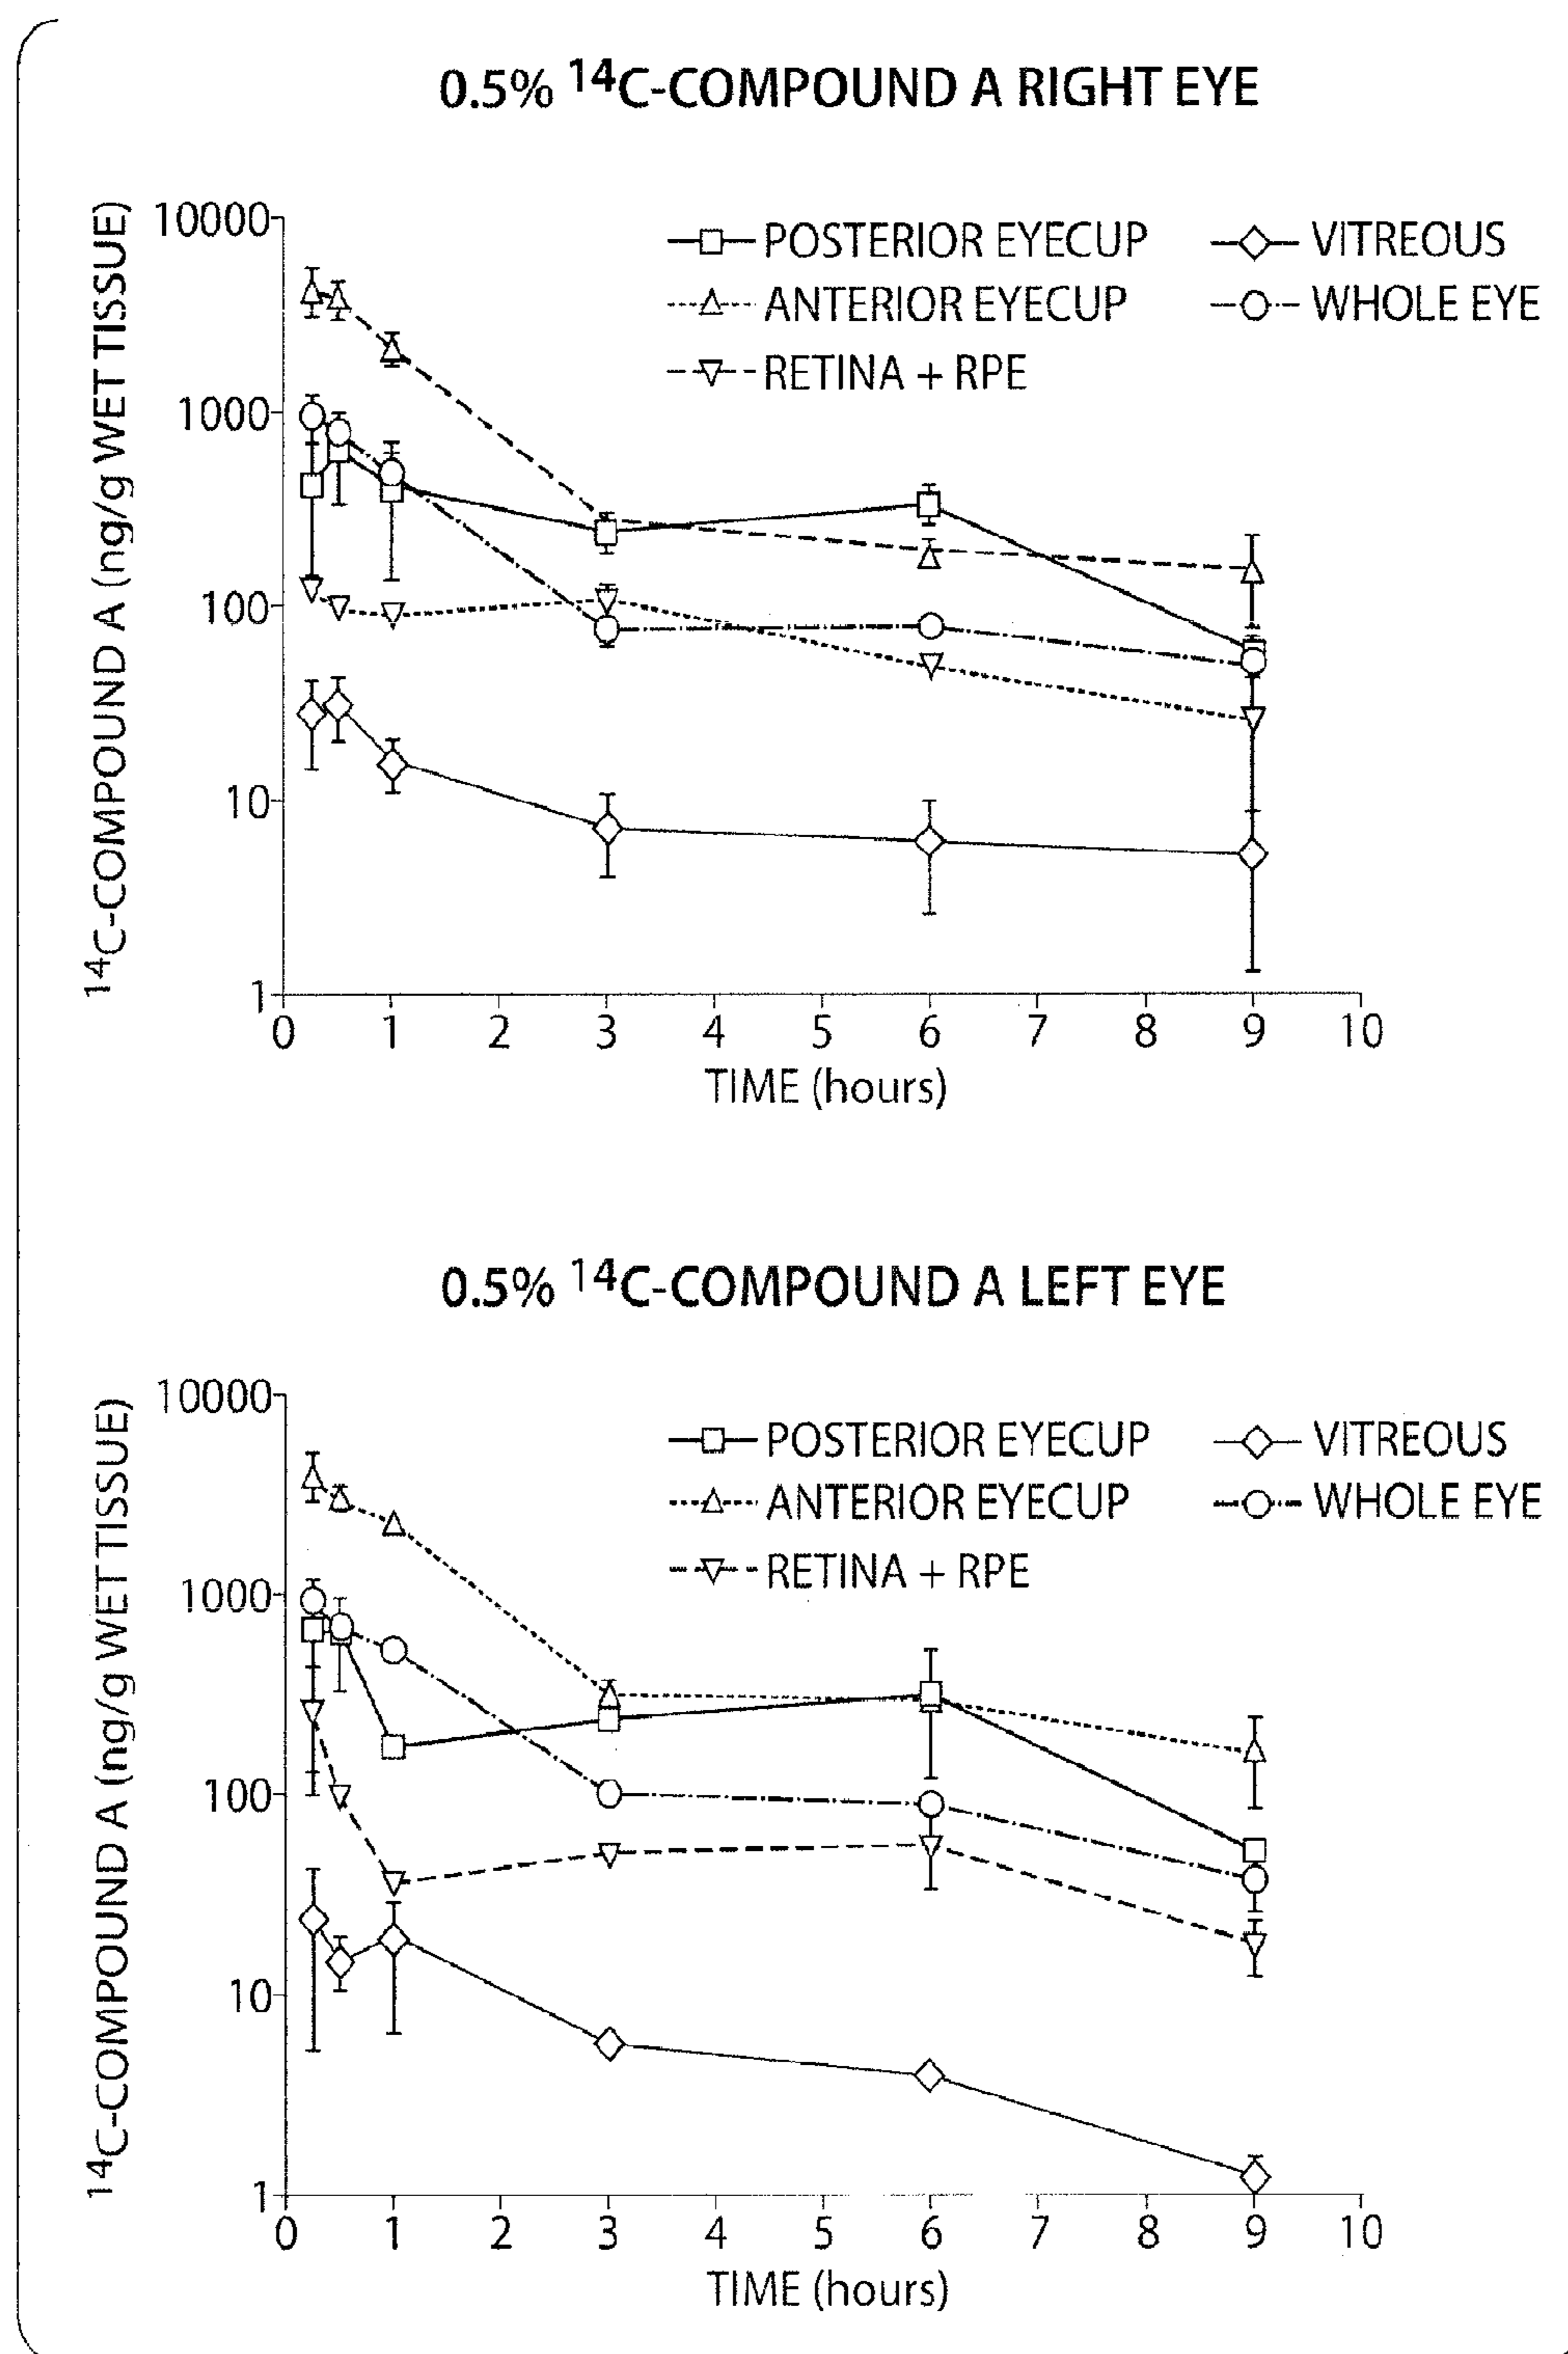 0.5% ¹⁴C-COMPOUND A RIGHT EYE
¹⁴C-COMPOUND A (ng/g WET TISSUE)
10000
1000
100
10
1
POSTERIOR EYECUP
VITREOUS
ANTERIOR EYECUP
WHOLE EYE
RETINA + RPE
0 1 2 3 4 5 6 7 8 9 10
TIME (hours)
0.5% ¹⁴C-COMPOUND A LEFT EYE
¹⁴C-COMPOUND A (ng/g WET TISSUE)
10000
1000
100
10
1
POSTERIOR EYECUP
VITREOUS
ANTERIOR EYECUP
WHOLE EYE
RETINA + RPE
0 1 2 3 4 5 6 7 8 9 10
TIME (hours)